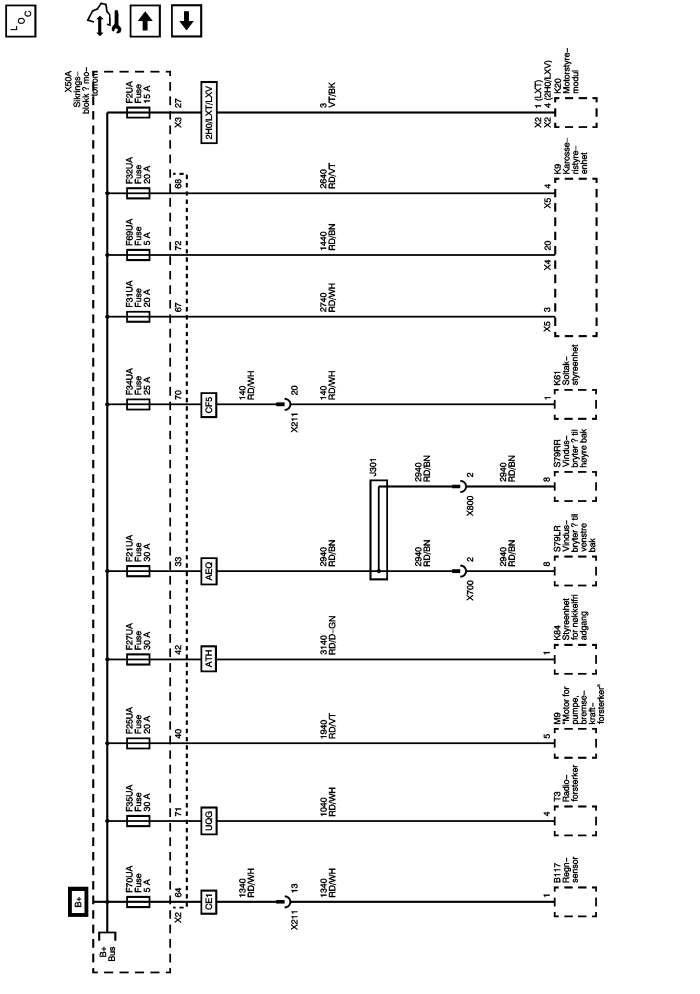 LOC
X50A
Sikrings–
blokk ? mo–
torrom
B+
B+
Bus
F2UA
Fuse
15 A
27
X3
2H0/LXT/LXV
3
VT/BK
1 (LXT)
4 (2H0/LXV)
X2
X2
K20
Motorstyre–
modul
F32UA
Fuse
20 A
68
2640
RD/VT
4
X5
K9
Karosse–
ristyre–
enhet
F69UA
Fuse
5 A
72
1440
RD/BN
20
X4
F31UA
Fuse
20 A
67
2740
RD/WH
3
X5
F34UA
Fuse
25 A
70
CF5
140
RD/WH
20
X211
140
RD/WH
1
K61
Soltak–
styreenhet
J301
2940
RD/BN
2
X800
2940
RD/BN
8
S79RR
Vindus–
bryter ? til
høyre bak
F21UA
Fuse
30 A
33
AEQ
2940
RD/BN
2940
RD/BN
2
X700
2940
RD/BN
8
S79LR
Vindus–
bryter ? til
venstre
bak
F27UA
Fuse
30 A
42
ATH
3140
RD/D–GN
1
K84
Styreenhet
for nøkkelfri
adgang
F25UA
Fuse
20 A
40
1940
RD/VT
5
M9
"Motor for
pumpe,
bremse–
kraft–
forsterker"
F35UA
Fuse
30 A
71
UQG
1040
RD/WH
4
T3
Radio–
forsterker
F70UA
Fuse
5 A
64
X2
CE1
1340
RD/WH
13
X211
1340
RD/WH
1
B117
Regn–
sensor